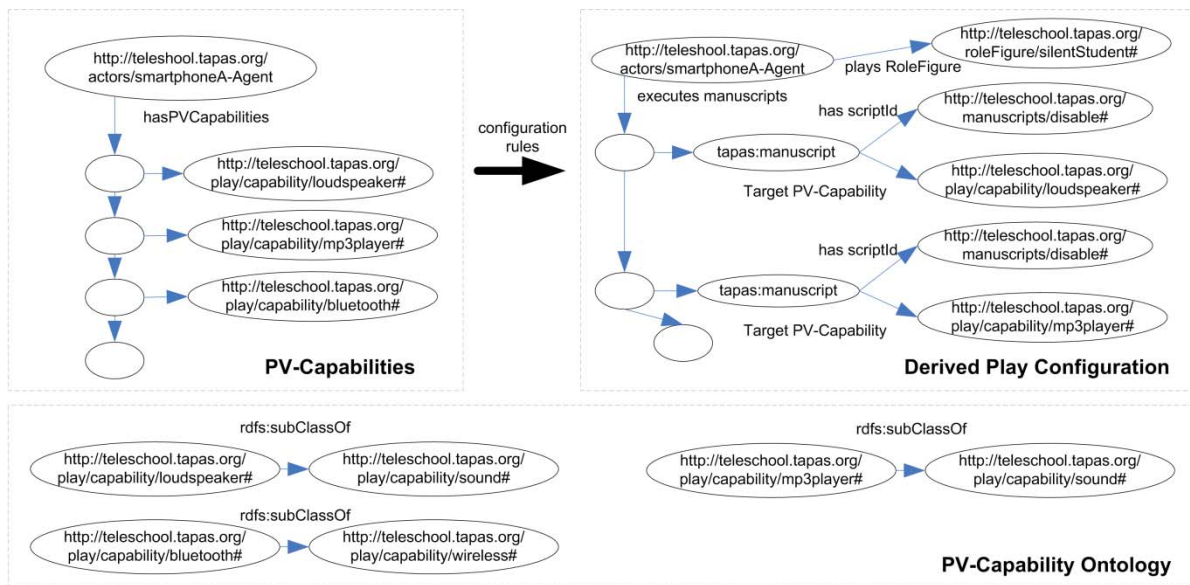 http://teleshool.tapas.org/
actors/smartphoneA-Agent
hasPVCapabilities
http://teleschool.tapas.org/
play/capability/loudspeaker#
http://teleschool.tapas.org/
play/capability/mp3player#
http://teleschool.tapas.org/
play/capability/bluetooth#
PV-Capabilities
configuration
rules
http://teleshool.tapas.org/
actors/smartphoneA-Agent
plays RoleFigure
http://teleschool.tapas.org/
roleFigure/silentStudent#
executes manuscripts
has scriptId
http://teleschool.tapas.org/
manuscripts/disable#
tapas:manuscript
Target PV-Capability
http://teleschool.tapas.org/
play/capability/loudspeaker#
has scriptId
http://teleschool.tapas.org/
manuscripts/disable#
tapas:manuscript
Target PV-Capability
http://teleschool.tapas.org/
play/capability/mp3player#
Derived Play Configuration
rdfs:subClassOf
http://teleschool.tapas.org/
play/capability/loudspeaker#
http://teleschool.tapas.org/
play/capability/sound#
rdfs:subClassOf
http://teleschool.tapas.org/
play/capability/mp3player#
http://teleschool.tapas.org/
play/capability/sound#
rdfs:subClassOf
http://teleschool.tapas.org/
play/capability/bluetooth#
http://teleschool.tapas.org/
play/capability/wireless#
PV-Capability Ontology